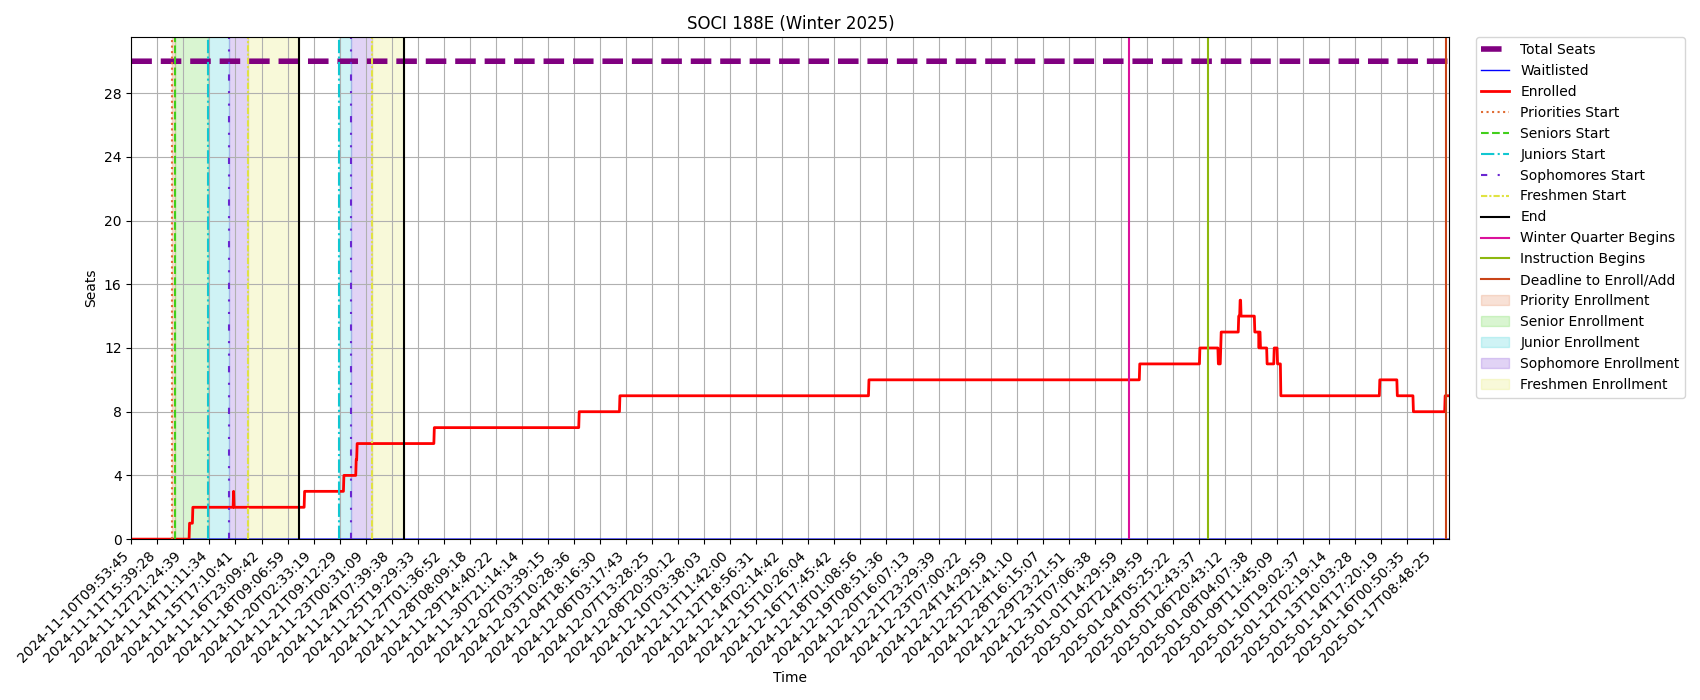 SOCI 188E (Winter 2025)
Seats
28
24
20
16
12
8
4
0
2024-11-10T09:53:45
2024-11-11T15:39:28
2024-11-12T21:24:39
2024-11-14T11:11:34
2024-11-15T17:10:41
2024-11-16T23:09:42
2024-11-18T09:06:59
2024-11-20T02:33:19
2024-11-21T09:12:29
2024-11-23T00:31:09
2024-11-24T07:39:38
2024-11-25T19:29:33
2024-11-27T01:36:52
2024-11-28T08:09:18
2024-11-29T14:40:22
2024-11-30T21:14:14
2024-12-02T03:39:15
2024-12-03T10:28:36
2024-12-04T18:16:30
2024-12-06T03:17:43
2024-12-07T13:28:25
2024-12-08T20:30:12
2024-12-10T03:38:03
2024-12-11T11:42:00
2024-12-12T18:56:31
2024-12-14T02:14:42
2024-12-15T10:26:04
2024-12-16T17:45:42
2024-12-18T01:08:56
2024-12-19T08:51:36
2024-12-20T16:07:13
2024-12-21T23:29:39
2024-12-23T07:00:22
2024-12-24T14:29:59
2024-12-25T21:41:10
2024-12-28T16:15:07
2024-12-29T23:21:51
2024-12-31T07:06:38
2025-01-01T14:29:59
2025-01-02T21:49:59
2025-01-04T05:25:22
2025-01-05T12:43:37
2025-01-06T20:43:12
2025-01-08T04:07:38
2025-01-09T11:45:09
2025-01-10T19:02:37
2025-01-12T02:19:14
2025-01-13T10:03:28
2025-01-14T17:20:19
2025-01-16T00:50:35
2025-01-17T08:48:25
Time
Total Seats
Waitlisted
Enrolled
Priorities Start
Seniors Start
Juniors Start
Sophomores Start
Freshmen Start
End
Winter Quarter Begins
Instruction Begins
Deadline to Enroll/Add
Priority Enrollment
Senior Enrollment
Junior Enrollment
Sophomore Enrollment
Freshmen Enrollment